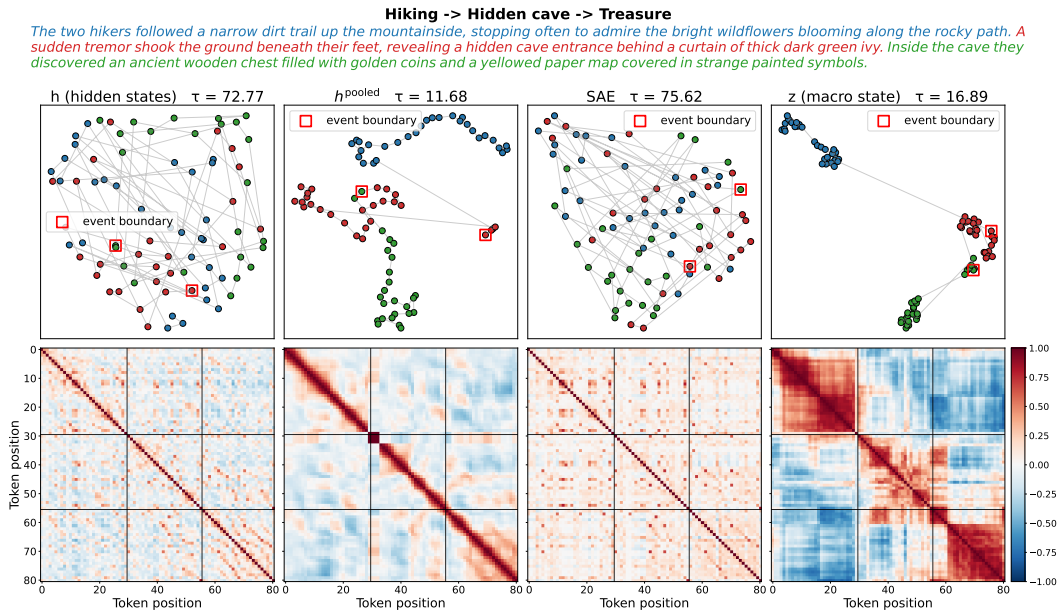 Hiking -> Hidden cave -> Treasure
The two hikers followed a narrow dirt trail up the mountainside, stopping often to admire the bright wildflowers blooming along the rocky path. A
sudden tremor shook the ground beneath their feet, revealing a hidden cave entrance behind a curtain of thick dark green ivy. Inside the cave they
discovered an ancient wooden chest filled with golden coins and a yellowed paper map covered in strange painted symbols.
h (hidden states) τ = 72.77
h^pooled τ = 11.68
SAE τ = 75.62
z (macro state) τ = 16.89
event boundary
event boundary
event boundary
event boundary
Token position
0
10
20
30
40
50
60
70
80
0 20 40 60 80
Token position
0 20 40 60 80
Token position
0 20 40 60 80
Token position
0 20 40 60 80
Token position
1.00
0.75
0.50
0.25
0.00
−0.25
−0.50
−0.75
−1.00